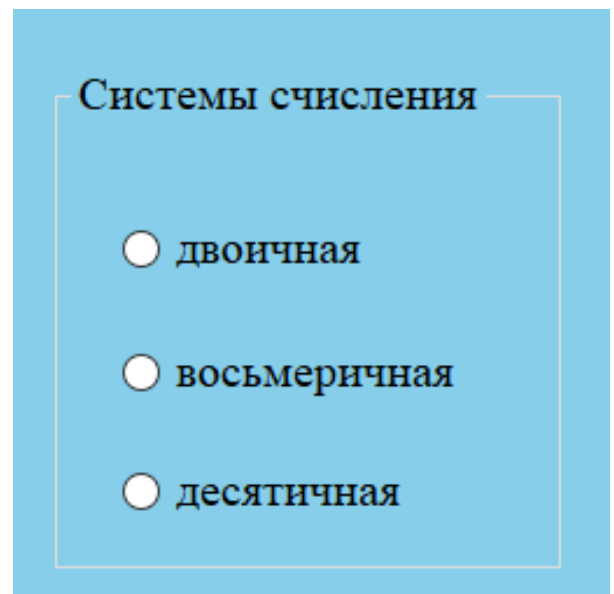 Системы счисления
двоичная
восьмеричная
десятичная